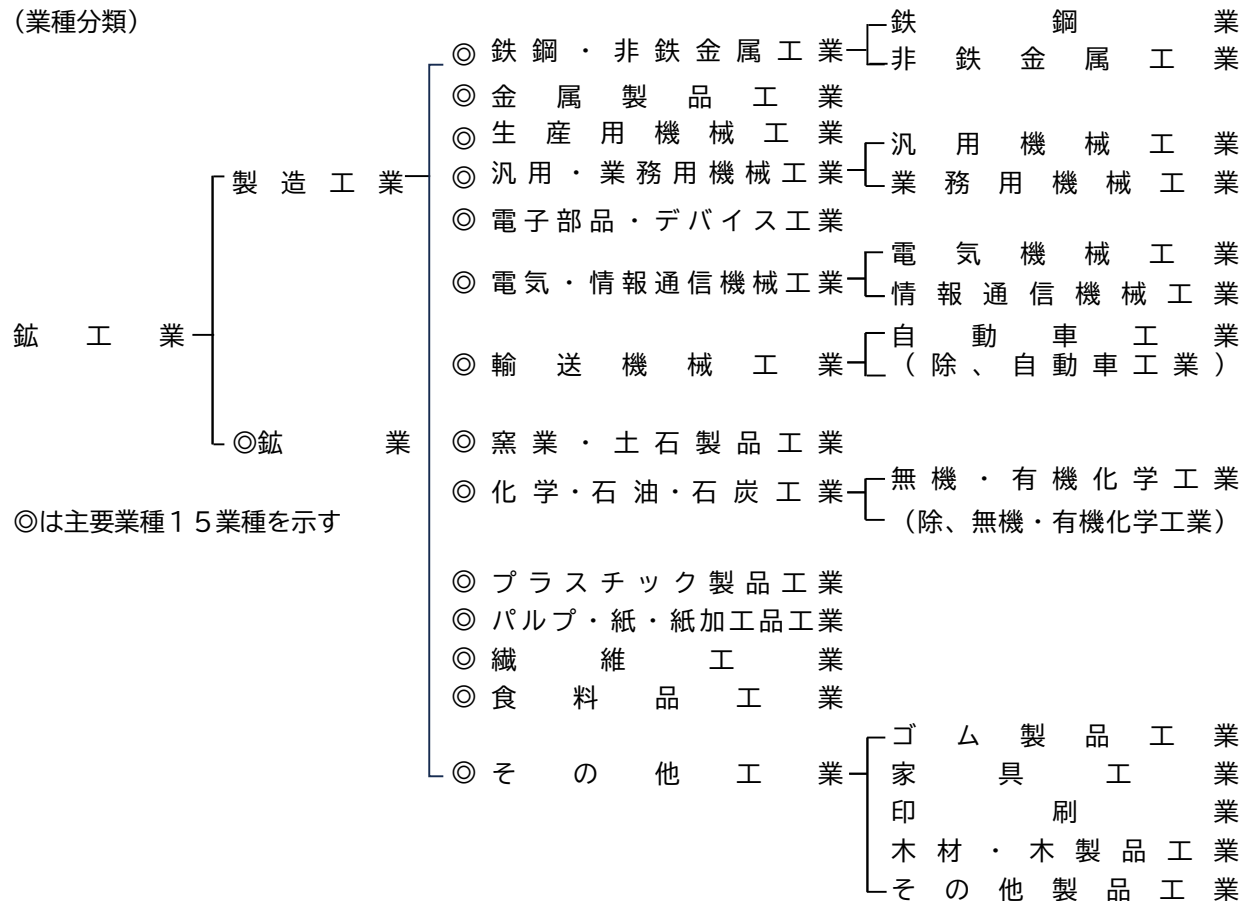 (業種分類)
鉱工業
製造工業
◎鉱業
◎は主要業種15業種を示す
◎鉄鋼・非鉄金属工業
鉄鋼業
非鉄金属工業
◎金属製品工業
◎生産用機械工業
◎汎用・業務用機械工業
汎用機械工業
業務用機械工業
◎電子部品・デバイス工業
◎電気・情報通信機械工業
電気機械工業
情報通信機械工業
◎輸送機械工業
自動車工業
(除、自動車工業)
◎窯業・土石製品工業
◎化学・石油・石炭工業
無機・有機化学工業
(除、無機・有機化学工業)
◎プラスチック製品工業
◎パルプ・紙・紙加工品工業
◎繊維工業
◎食料品工業
◎その他工業
ゴム製品工業
家具工業
印刷業
木材・木製品工業
その他製品工業